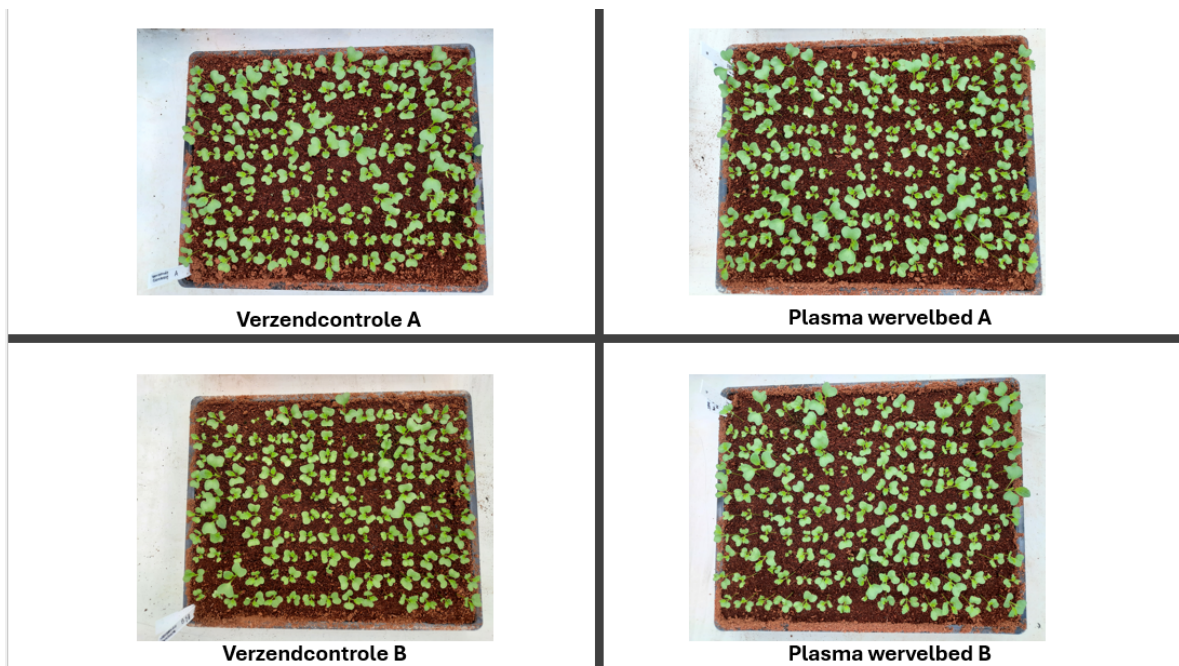 Verzendcontrole A
Plasma wervelbed A
Verzendcontrole B
Plasma wervelbed B